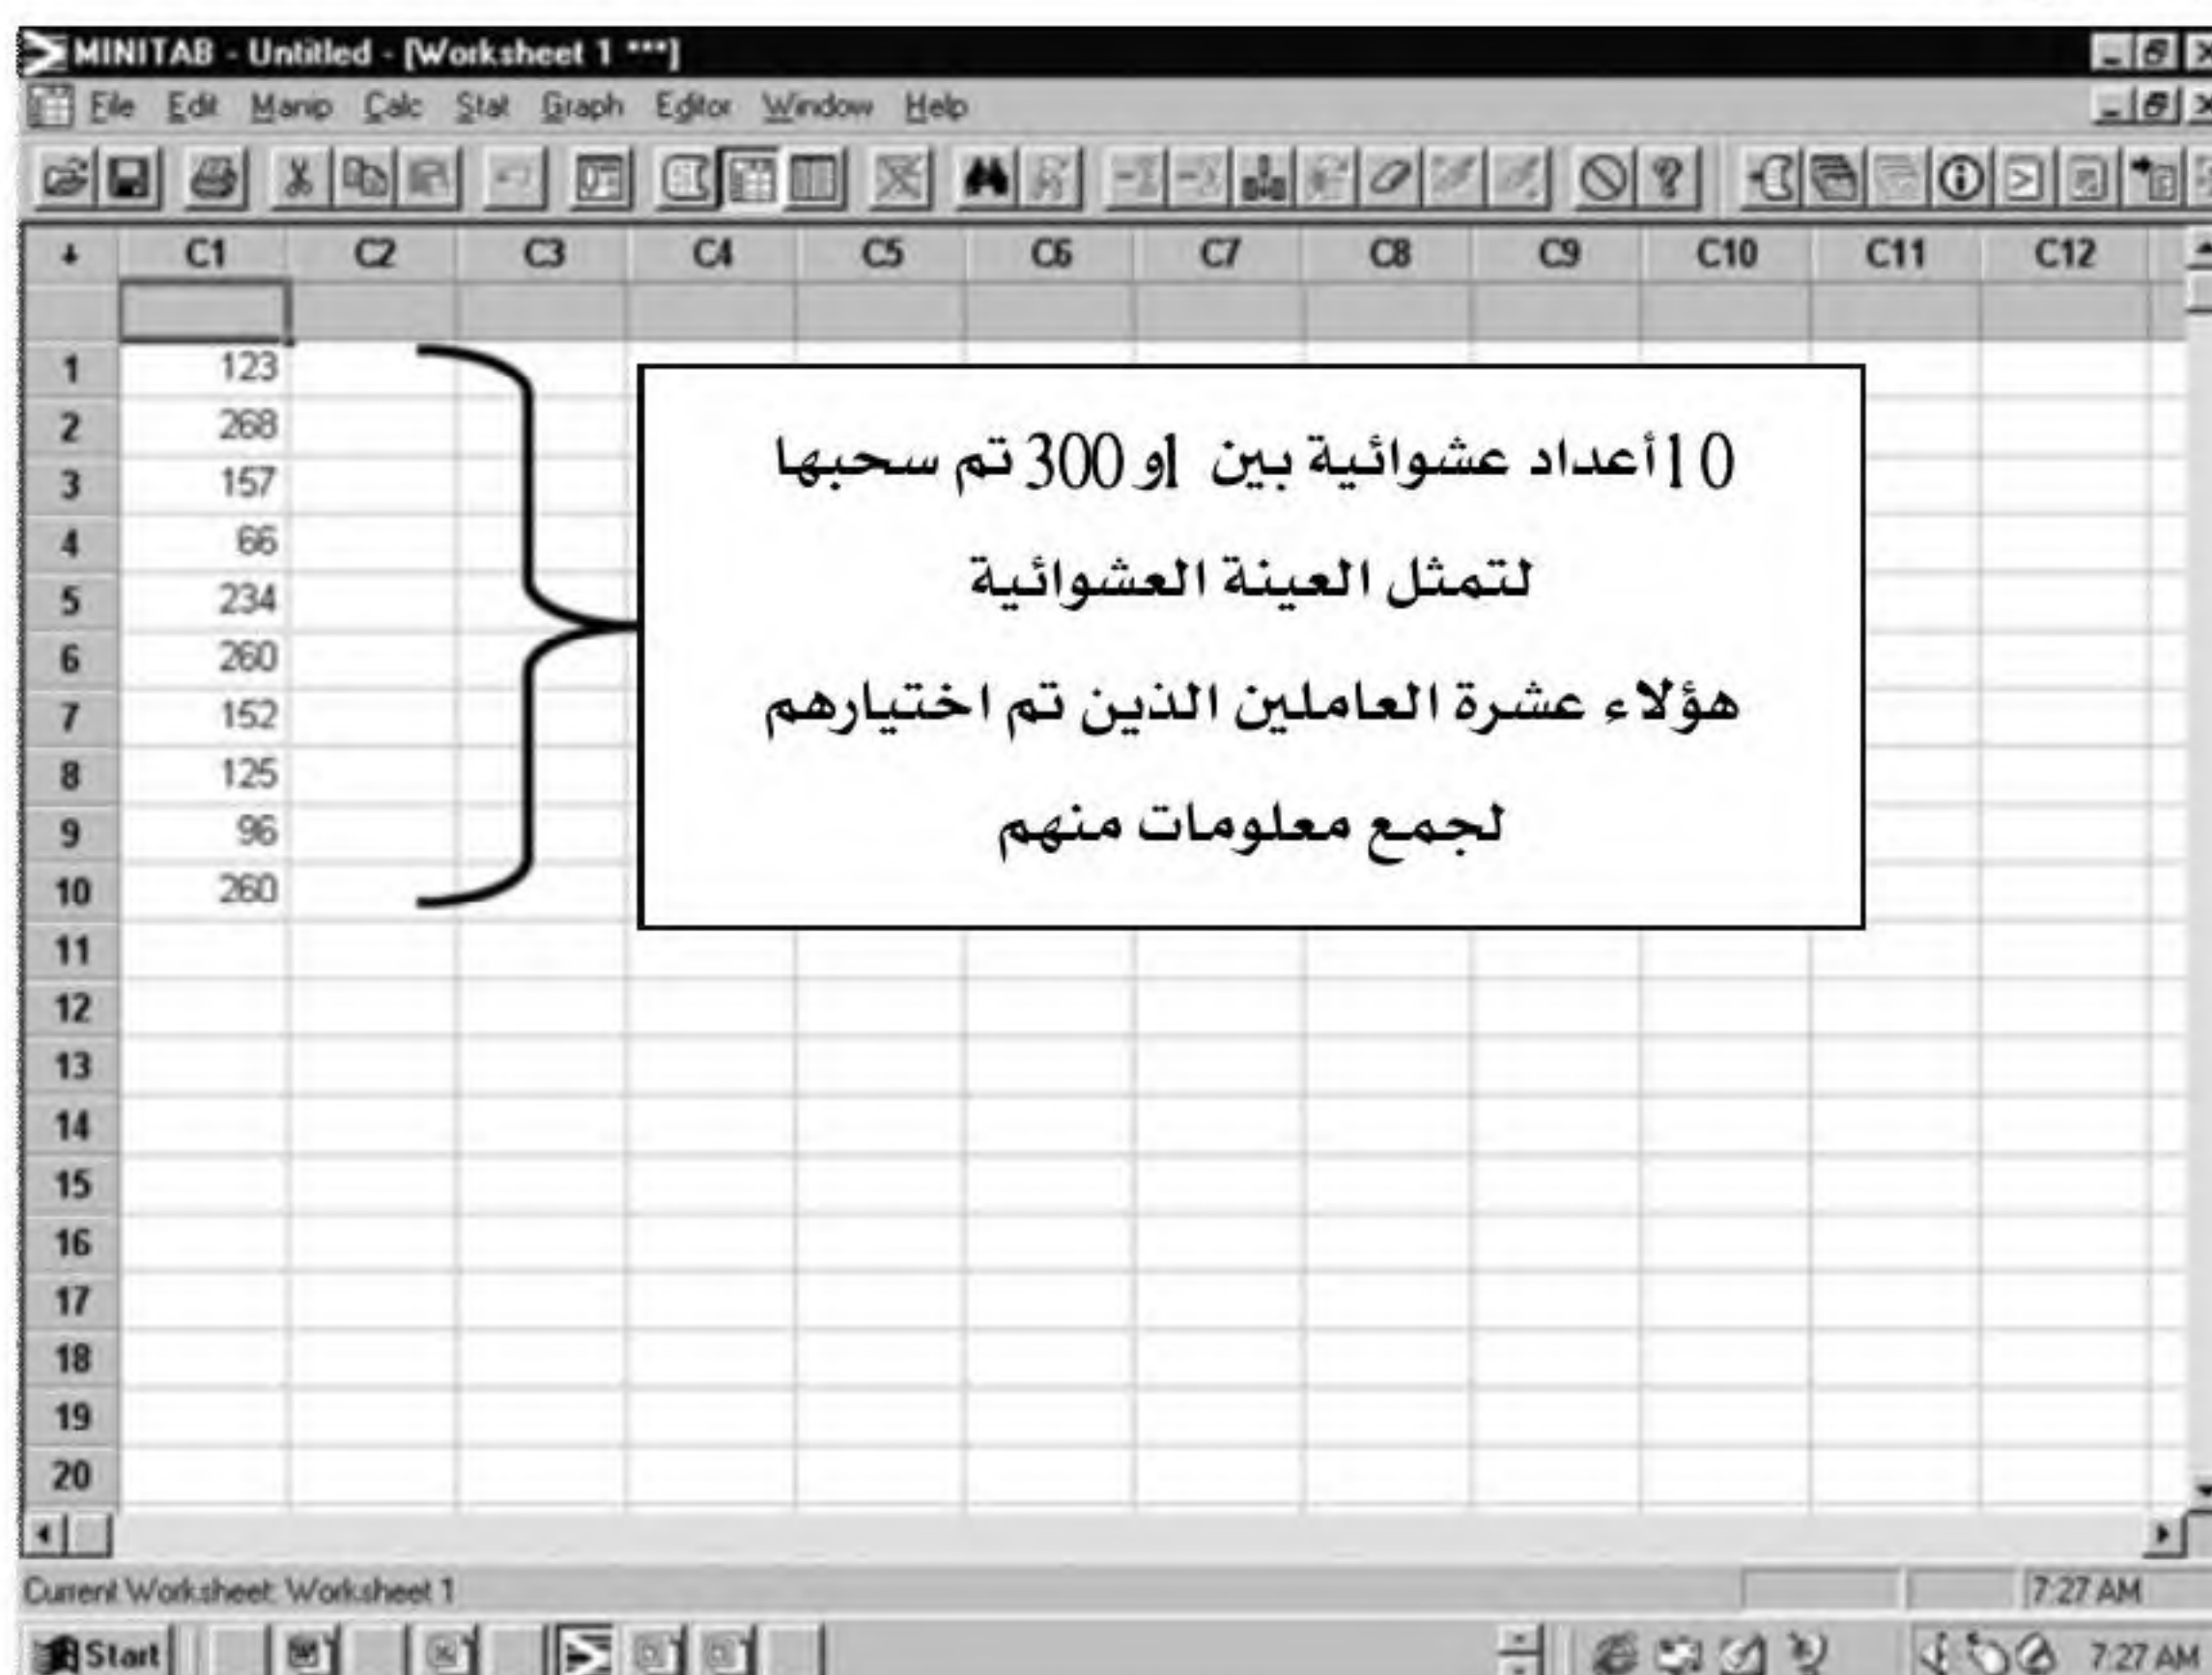 MINITAB - Untitled - [Worksheet 1 ***]
File Edit Manip Calc Stat Graph Editor Window Help
C1 C2 C3 C4 C5 C6 C7 C8 C9 C10 C11 C12
1 123
2 268
3 157
4 66
5 234
6 260
7 152
8 125
9 96
10 260
11
12
13
14
15
16
17
18
19
20
10 أعداد عشوائية بين 1 و 300 تم سحبها
لتمثل العينة العشوائية
هؤلاء عشرة العاملين الذين تم اختيارهم
لجمع معلومات منهم
Current Worksheet: Worksheet 1 7:27 AM
Start 7:27 AM